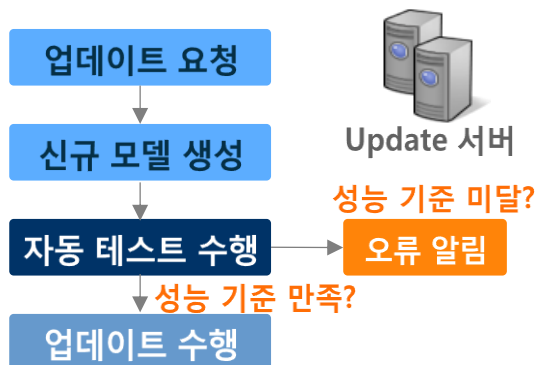 업데이트 요청
Update 서버
신규 모델 생성
성능 기준 미달?
자동 테스트 수행
오류 알림
성능 기준 만족?
업데이트 수행